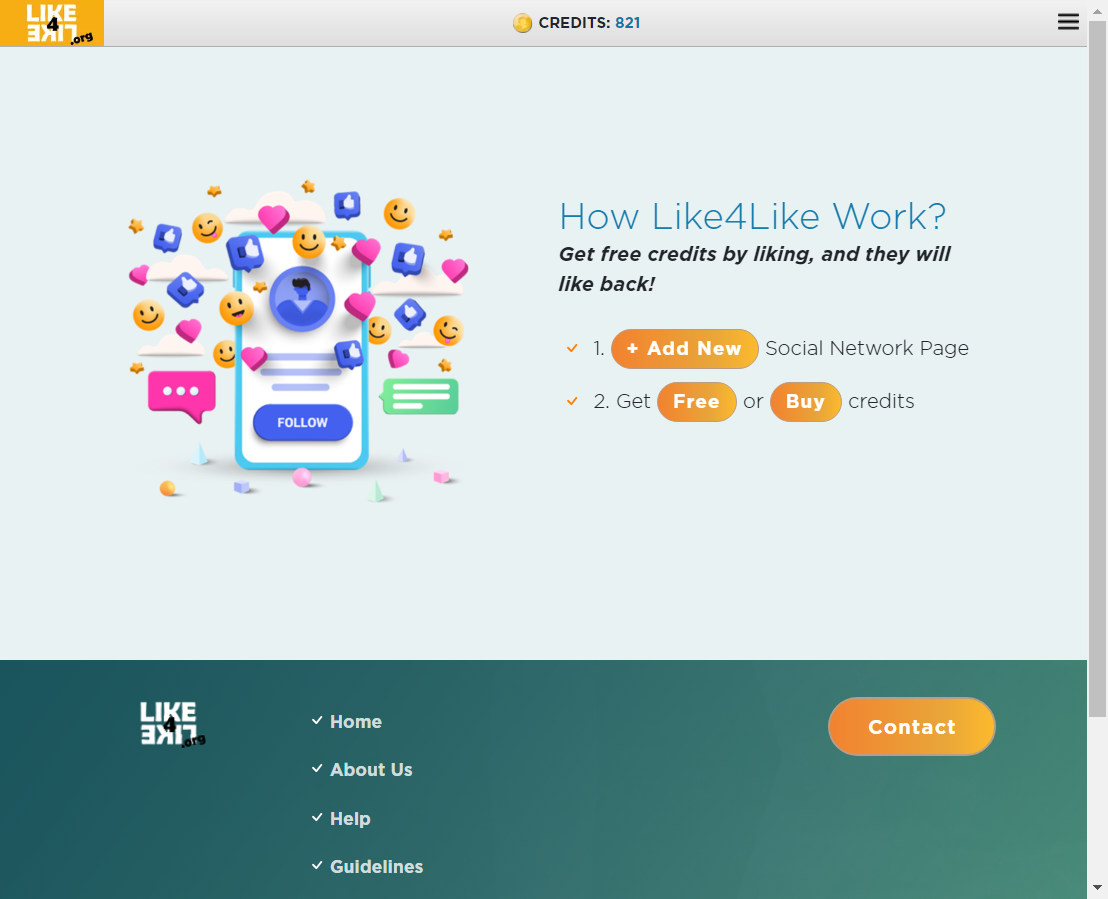 LIKE
4
LIKE
.org
CREDITS: 821
How Like4Like Work?
Get free credits by liking, and they will
like back!
1. + Add New Social Network Page
2. Get Free or Buy credits
FOLLOW
LIKE
4
LIKE
.org
Home
About Us
Help
Guidelines
Contact